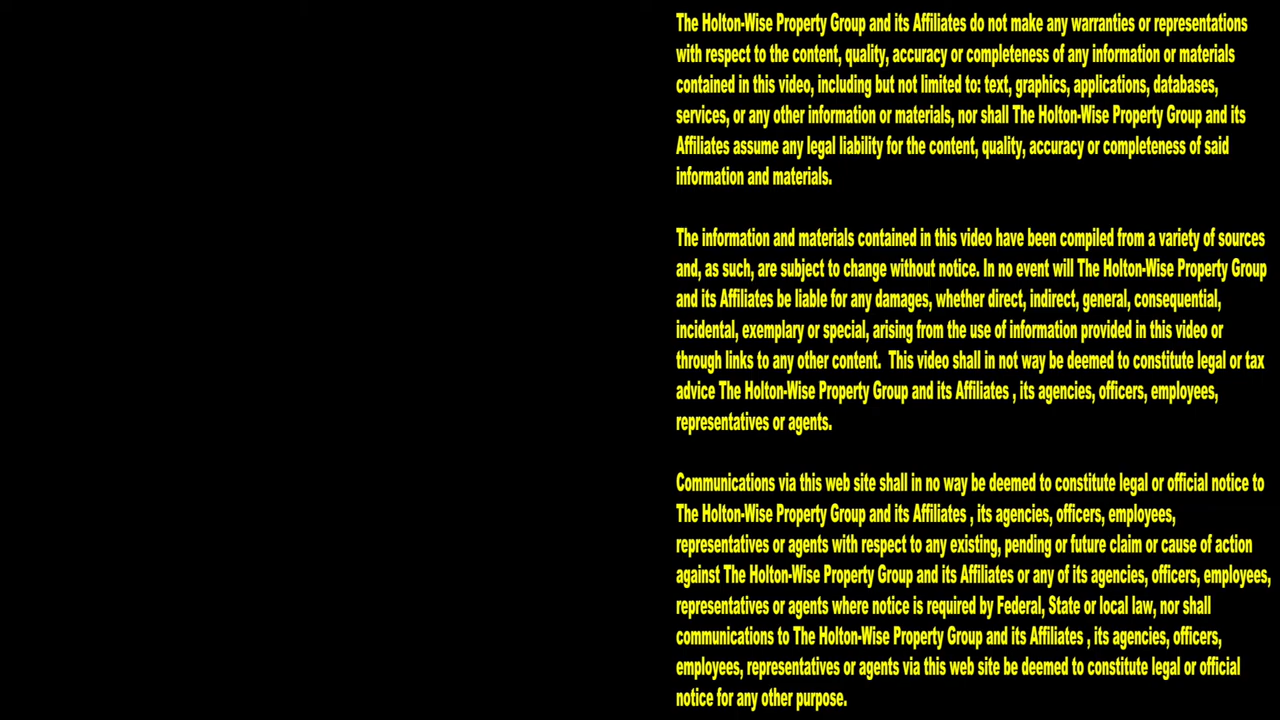 The Holton-Wise Property Group and its Affiliates do not make any warranties or representations
with respect to the content, quality, accuracy or completeness of any information or materials
contained in this video, including but not limited to: text, graphics, applications, databases,
services, or any other information or materials, nor shall The Holton-Wise Property Group and its
Affiliates assume any legal liability for the content, quality, accuracy or completeness of said
information and materials.
The information and materials contained in this video have been compiled from a variety of sources
and, as such, are subject to change without notice. In no event will The Holton-Wise Property Group
and its Affiliates be liable for any damages, whether direct, indirect, general, consequential,
incidental, exemplary or special, arising from the use of information provided in this video or
through links to any other content.  This video shall in not way be deemed to constitute legal or tax
advice The Holton-Wise Property Group and its Affiliates , its agencies, officers, employees,
representatives or agents.
Communications via this web site shall in no way be deemed to constitute legal or official notice to
The Holton-Wise Property Group and its Affiliates , its agencies, officers, employees,
representatives or agents with respect to any existing, pending or future claim or cause of action
against The Holton-Wise Property Group and its Affiliates or any of its agencies, officers, employees,
representatives or agents where notice is required by Federal, State or local law, nor shall
communications to The Holton-Wise Property Group and its Affiliates , its agencies, officers,
employees, representatives or agents via this web site be deemed to constitute legal or official
notice for any other purpose.